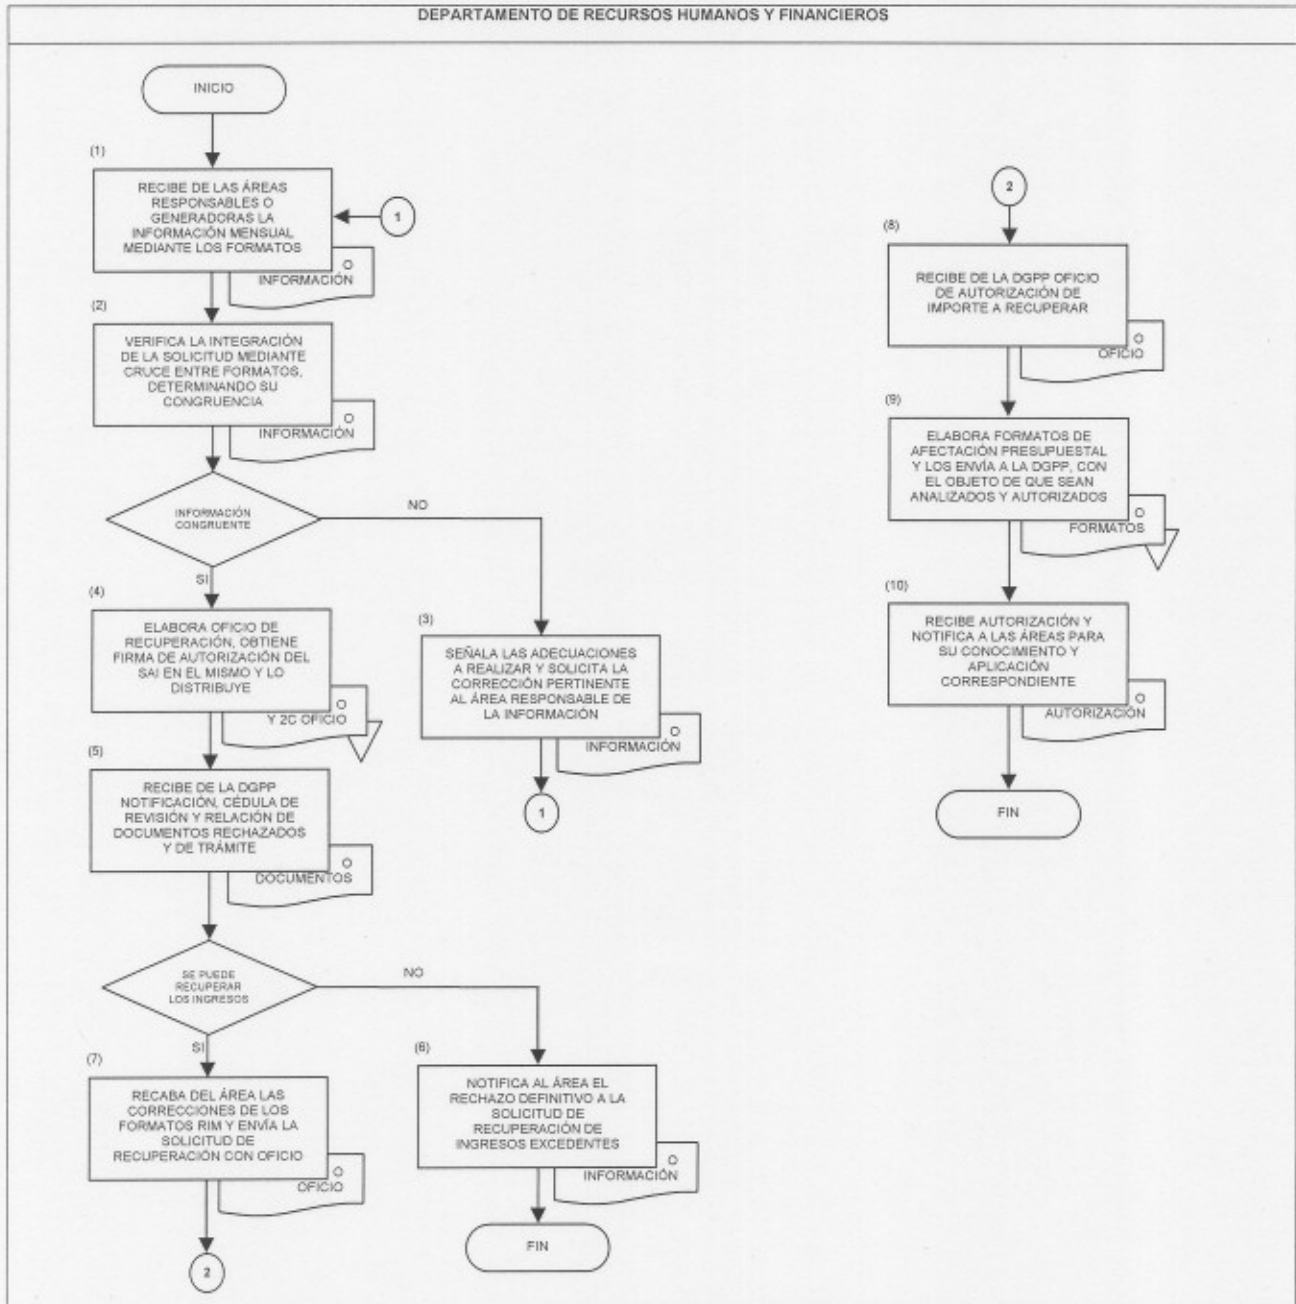 DEPARTAMENTO DE RECURSOS HUMANOS Y FINANCIEROS
INICIO
(1)
RECIBE DE LAS ÁREAS
RESPONSABLES O
GENERADORAS LA
INFORMACIÓN MENSUAL
MEDIANTE LOS FORMATOS
1
O
INFORMACIÓN
(2)
VERIFICA LA INTEGRACIÓN
DE LA SOLICITUD MEDIANTE
CRUCE ENTRE FORMATOS,
DETERMINANDO SU
CONGRUENCIA
O
INFORMACIÓN
INFORMACIÓN
CONGRUENTE
NO
SI
(4)
ELABORA OFICIO DE
RECUPERACIÓN, OBTIENE
FIRMA DE AUTORIZACIÓN DEL
SAI EN EL MISMO Y LO
DISTRIBUYE
O
Y 2C OFICIO
(3)
SEÑALA LAS ADECUACIONES
A REALIZAR Y SOLICITA LA
CORRECCIÓN PERTINENTE
AL ÁREA RESPONSABLE DE
LA INFORMACIÓN
O
INFORMACIÓN
1
(5)
RECIBE DE LA DGPP
NOTIFICACIÓN, CÉDULA DE
REVISIÓN Y RELACIÓN DE
DOCUMENTOS RECHAZADOS
Y DE TRÁMITE
O
DOCUMENTOS
SE PUEDE
RECUPERAR
LOS INGRESOS
NO
SI
(7)
RECABA DEL ÁREA LAS
CORRECCIONES DE LOS
FORMATOS RIM Y ENVÍA LA
SOLICITUD DE
RECUPERACIÓN CON OFICIO
O
OFICIO
2
(6)
NOTIFICA AL ÁREA EL
RECHAZO DEFINITIVO A LA
SOLICITUD DE
RECUPERACIÓN DE
INGRESOS EXCEDENTES
O
INFORMACIÓN
FIN
2
(8)
RECIBE DE LA DGPP OFICIO
DE AUTORIZACIÓN DE
IMPORTE A RECUPERAR
O
OFICIO
(9)
ELABORA FORMATOS DE
AFECTACIÓN PRESUPUESTAL
Y LOS ENVÍA A LA DGPP, CON
EL OBJETO DE QUE SEAN
ANALIZADOS Y AUTORIZADOS
O
FORMATOS
(10)
RECIBE AUTORIZACIÓN Y
NOTIFICA A LAS ÁREAS PARA
SU CONOCIMIENTO Y
APLICACIÓN
CORRESPONDIENTE
O
AUTORIZACIÓN
FIN